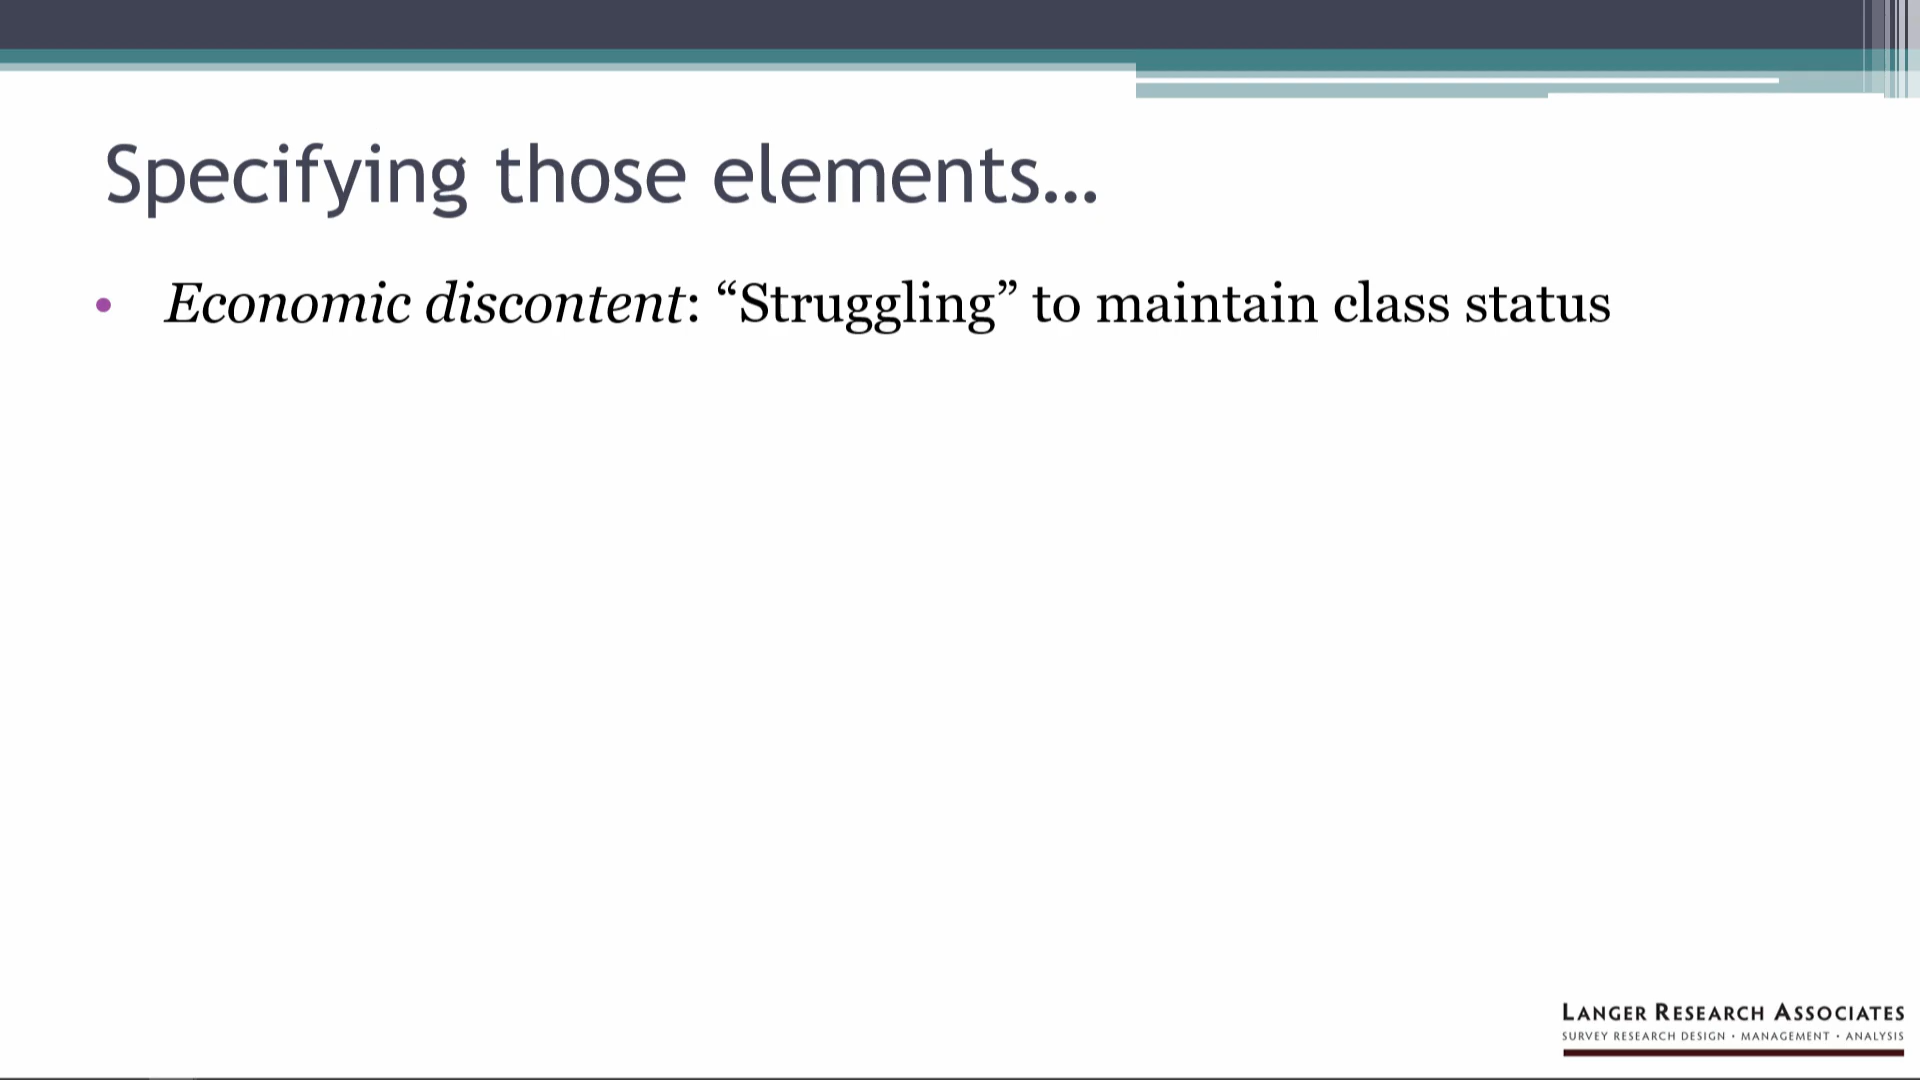 Specifying those elements…
• Economic discontent: “Struggling” to maintain class status
LANGER RESEARCH ASSOCIATES
SURVEY RESEARCH DESIGN · MANAGEMENT · ANALYSIS